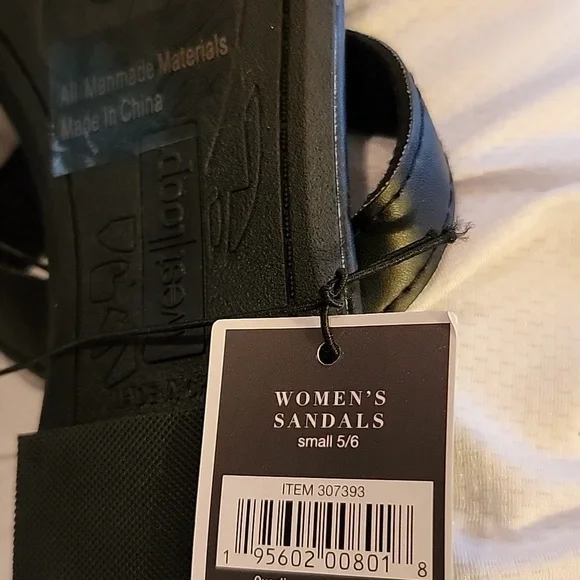 All Manmade Materials
Made in China
WOMEN'S
SANDALS
small 5/6
ITEM 307393
1 95602 00801 8